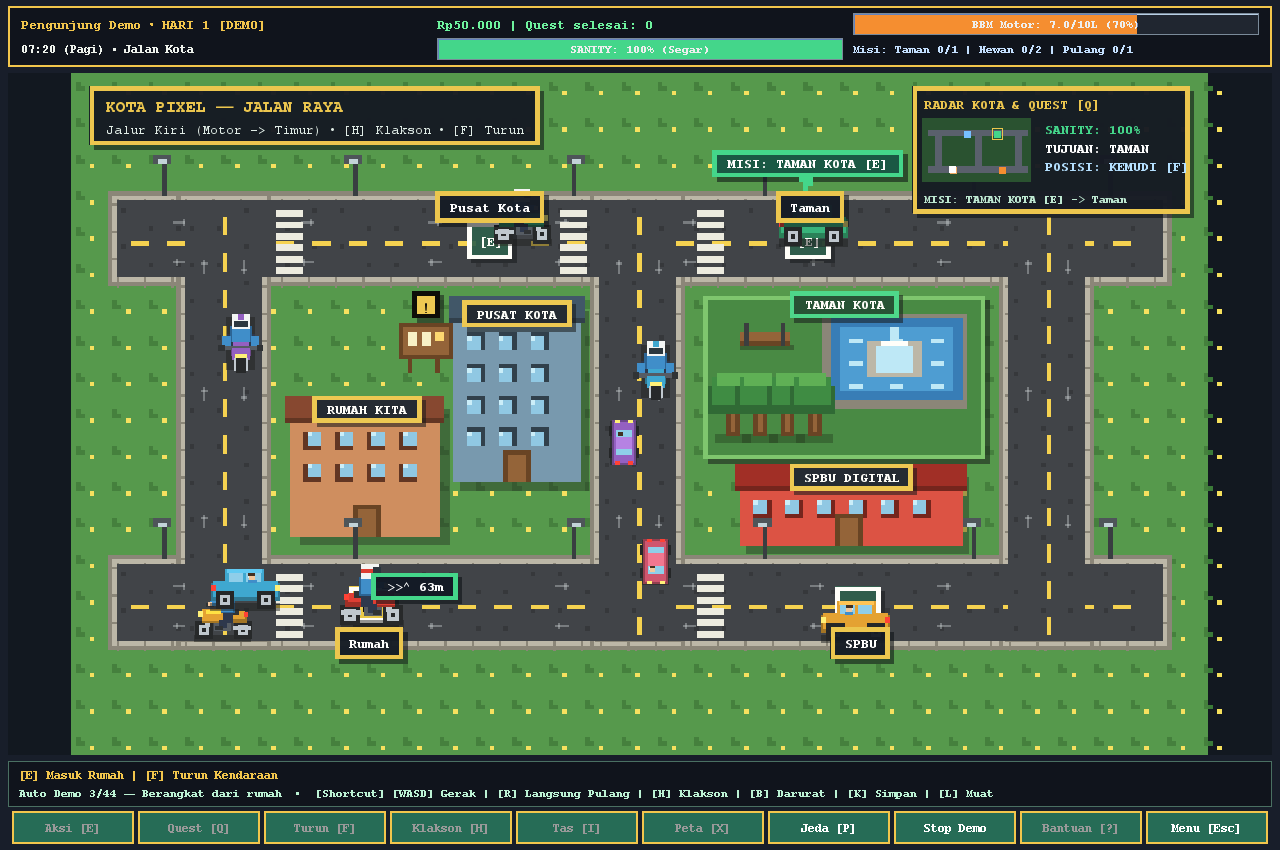 Pengunjung Demo • HARI 1 [DEMO]
Rp50.000 | Quest selesai: 0
BBM Motor: 7.0/10L (70%)
07:20 (Pagi) • Jalan Kota
SANITY: 100% (Segar)
Misi: Taman 0/1 | Hewan 0/2 | Pulang 0/1
KOTA PIXEL — JALAN RAYA
Jalur Kiri (Motor -> Timur) • [H] Klakson • [F] Turun
RADAR KOTA & QUEST [Q]
SANITY: 100%
TUJUAN: TAMAN
POSISI: KEMUDI [F]
MISI: TAMAN KOTA [E] -> Taman
MISI: TAMAN KOTA [E]
Pusat Kota
Taman
[E]
[E]
!
PUSAT KOTA
TAMAN KOTA
RUMAH KITA
SPBU DIGITAL
>>^ 63m
Rumah
SPBU
[E] Masuk Rumah | [F] Turun Kendaraan
Auto Demo 3/44 — Berangkat dari rumah • [Shortcut] [WASD] Gerak | [R] Langsung Pulang | [H] Klakson | [B] Darurat | [K] Simpan | [L] Muat
Aksi [E]
Quest [Q]
Turun [F]
Klakson [H]
Tas [I]
Peta [X]
Jeda [P]
Stop Demo
Bantuan [?]
Menu [Esc]